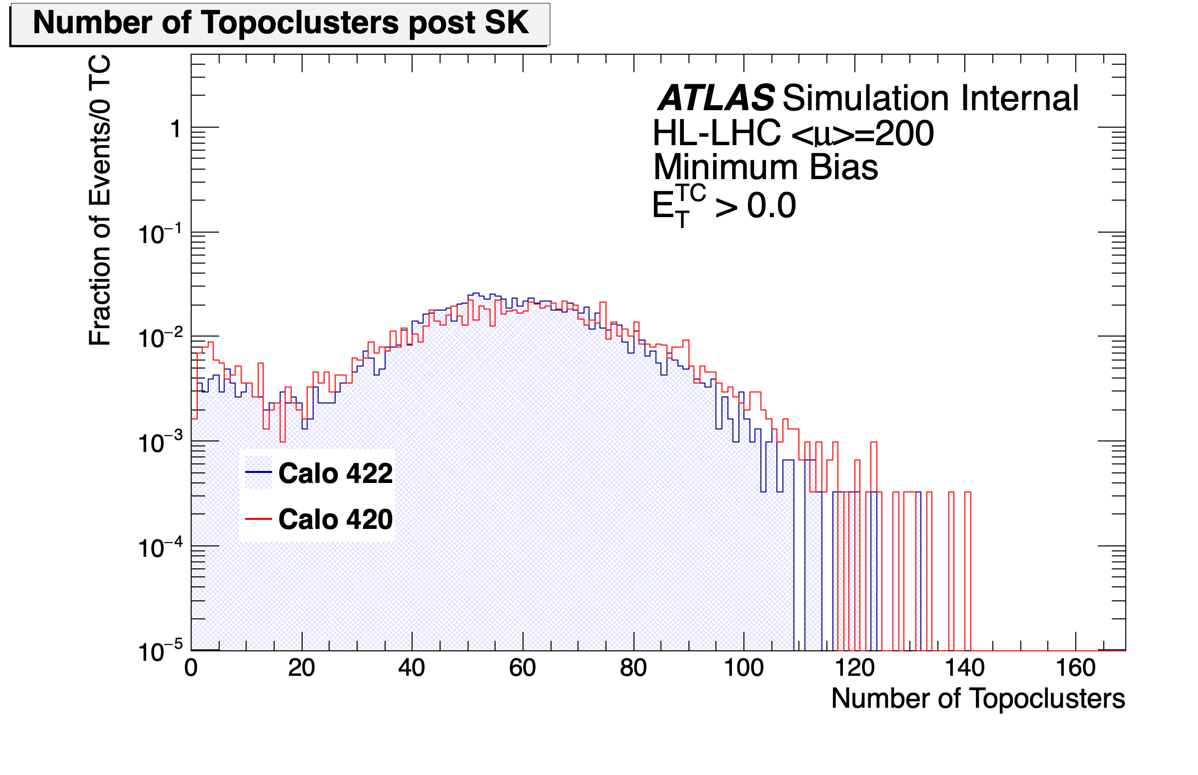 Number of Topoclusters post SK
Fraction of Events/0 TC
ATLAS Simulation Internal
HL-LHC <μ>=200
Minimum Bias
E_T^TC > 0.0
1
10⁻¹
10⁻²
10⁻³
10⁻⁴
10⁻⁵
Calo 422
Calo 420
0 20 40 60 80 100 120 140 160
Number of Topoclusters